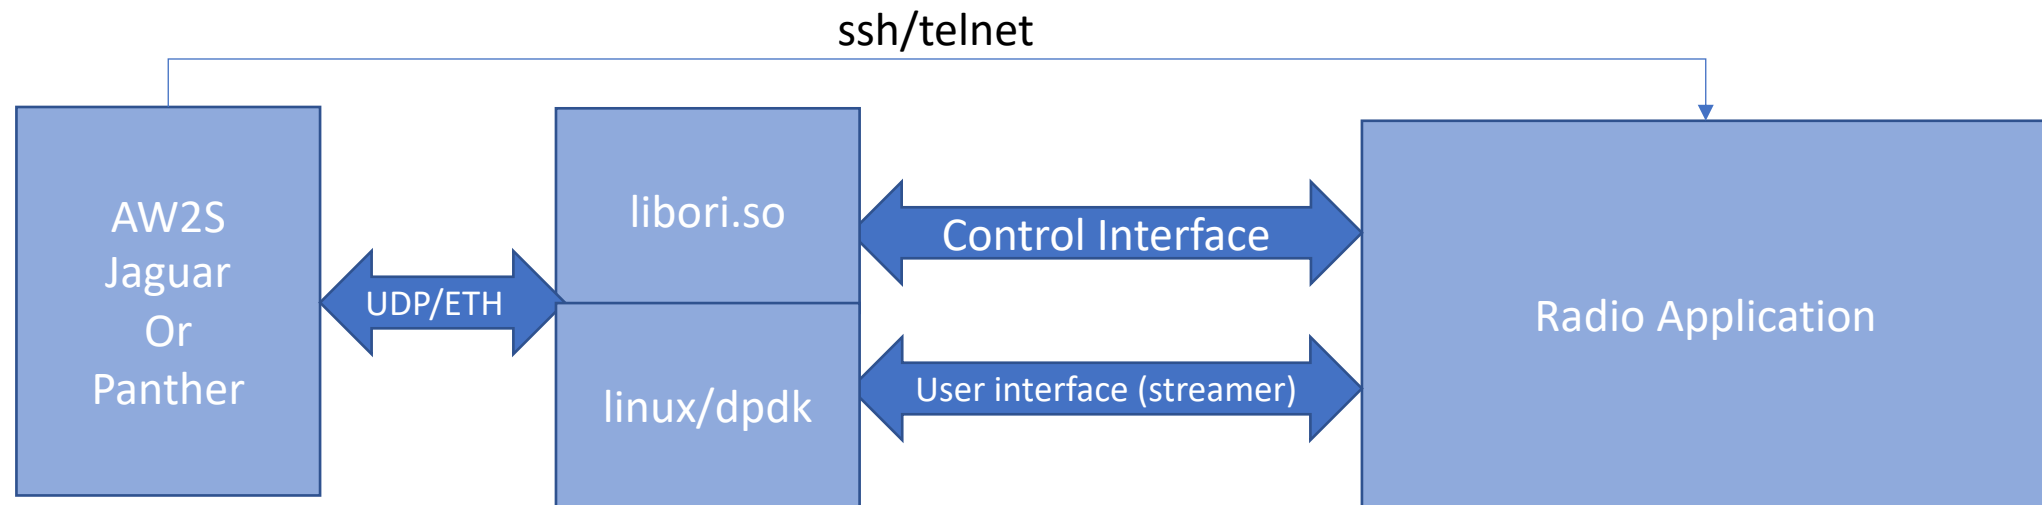 ssh/telnet
AW2S
Jaguar
Or
Panther
UDP/ETH
libori.so
linux/dpdk
Control Interface
User interface (streamer)
Radio Application